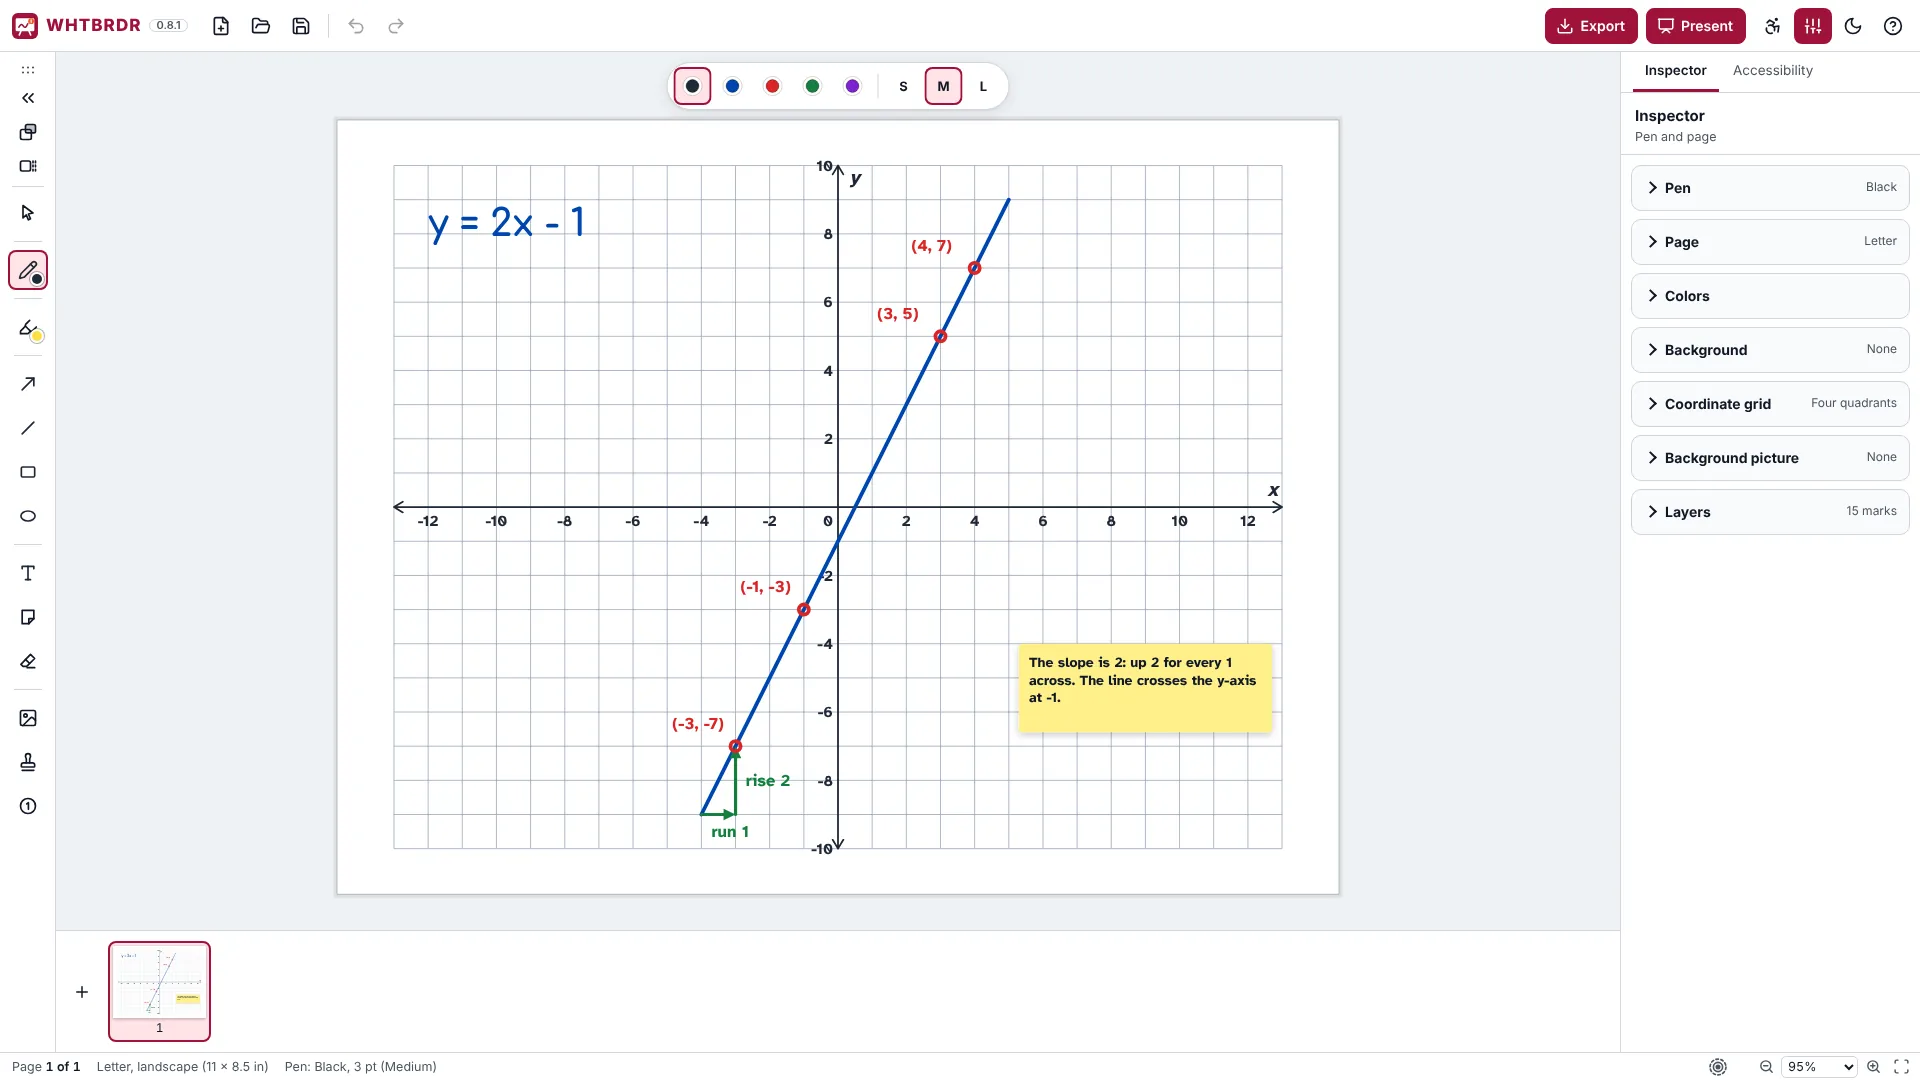 WHTBRDR 0.8.1
Export
Present
S M L
Inspector Accessibility
Inspector
Pen and page
Pen Black
Page Letter
Colors
Background None
Coordinate grid Four quadrants
Background picture None
Layers 15 marks
y = 2x - 1
y
x
10
8
6
4
2
-12 -10 -8 -6 -4 -2 0 2 4 6 8 10 12
-2
-4
-6
-8
-10
(4, 7)
(3, 5)
(-1, -3)
(-3, -7)
rise 2
run 1
The slope is 2: up 2 for every 1
across. The line crosses the y-axis
at -1.
1
Page 1 of 1 Letter, landscape (11 × 8.5 in) Pen: Black, 3 pt (Medium)
95%